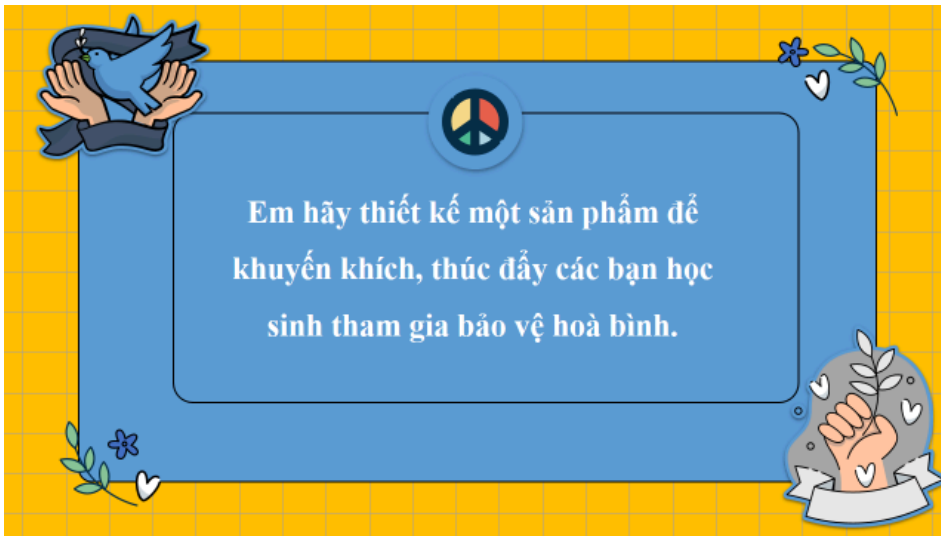 Em hãy thiết kế một sản phẩm để
khuyến khích, thúc đẩy các bạn học
sinh tham gia bảo vệ hoà bình.